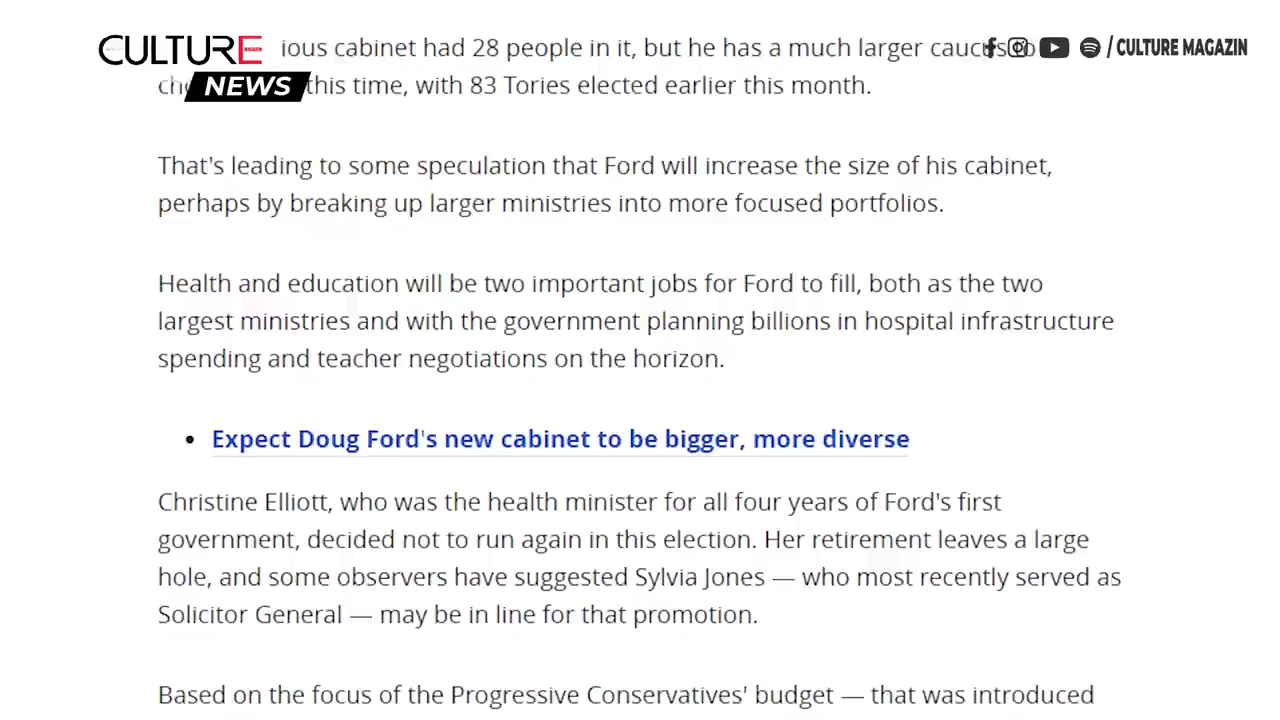 CULTURE
NEWS
/ CULTURE MAGAZIN
ious cabinet had 28 people in it, but he has a much larger caucus
this time, with 83 Tories elected earlier this month.
That's leading to some speculation that Ford will increase the size of his cabinet,
perhaps by breaking up larger ministries into more focused portfolios.
Health and education will be two important jobs for Ford to fill, both as the two
largest ministries and with the government planning billions in hospital infrastructure
spending and teacher negotiations on the horizon.
• Expect Doug Ford's new cabinet to be bigger, more diverse
Christine Elliott, who was the health minister for all four years of Ford's first
government, decided not to run again in this election. Her retirement leaves a large
hole, and some observers have suggested Sylvia Jones — who most recently served as
Solicitor General — may be in line for that promotion.
Based on the focus of the Progressive Conservatives' budget — that was introduced